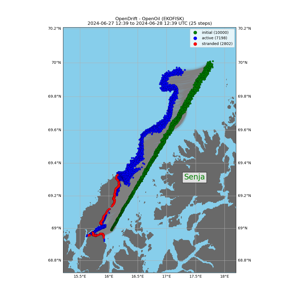 OpenDrift - OpenOil (EKOFISK)
2024-06-27 12:39 to 2024-06-28 12:39 UTC (25 steps)
70.2°N
70.2°N
initial (10000)
active (7198)
stranded (2802)
70°N
70°N
69.8°N
69.8°N
69.6°N
69.6°N
69.4°N
69.4°N
Senja
69.2°N
69.2°N
69°N
69°N
68.8°N
68.8°N
15.5°E
16°E
16.5°E
17°E
17.5°E
18°E